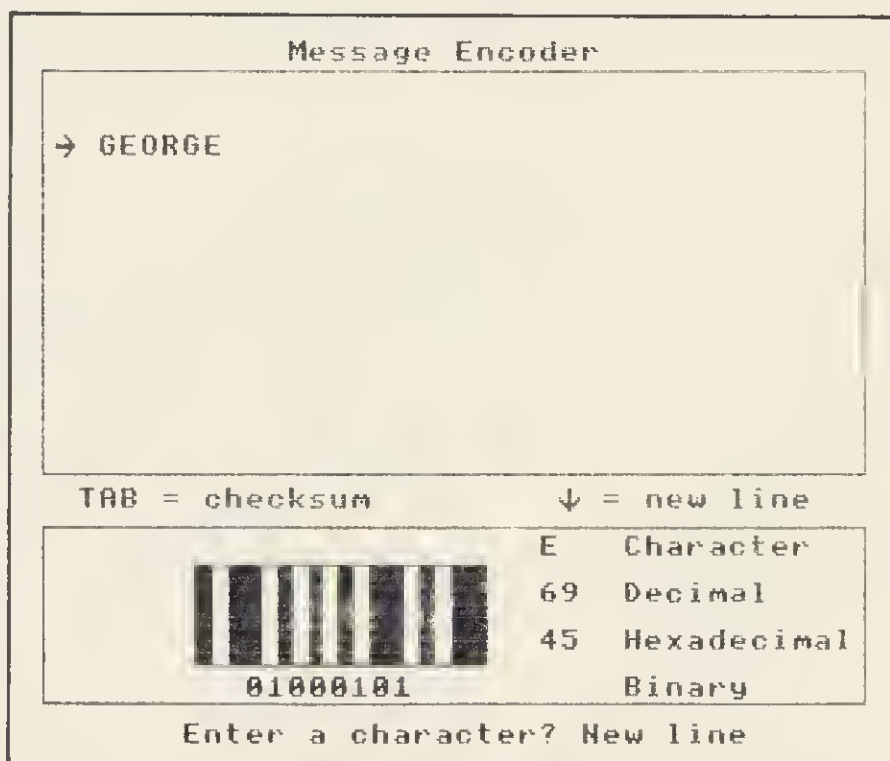 Message Encoder
→ GEORGE
TAB = checksum ↓ = new line
E Character
69 Decimal
45 Hexadecimal
01000101 Binary
Enter a character? New line